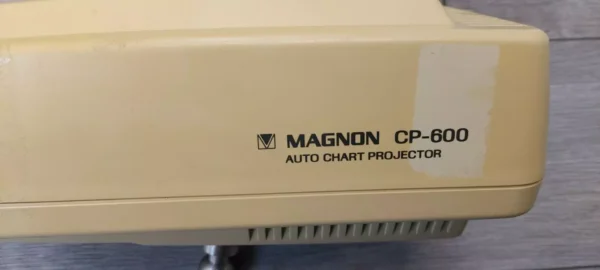 MAGNON CP-600
AUTO CHART PROJECTOR